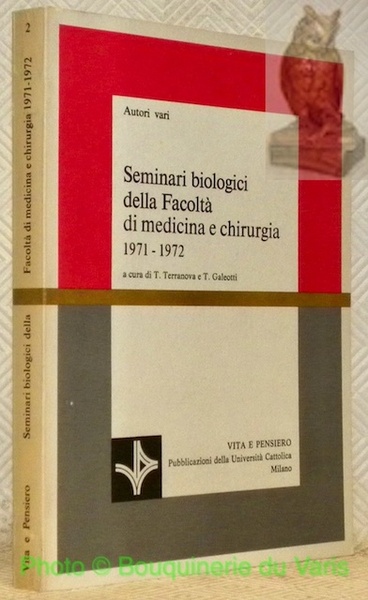 Autori vari
Seminari biologici
della Facoltà
di medicina e chirurgia
1971 - 1972
a cura di T. Terranova e T. Galeotti
VITA E PENSIERO
Pubblicazioni della Università Cattolica
Milano
e Pensiero Seminari biologici della Facoltà di medicina e chirurgia 1971-1972 2
Photo © Bouquinerie du Varis